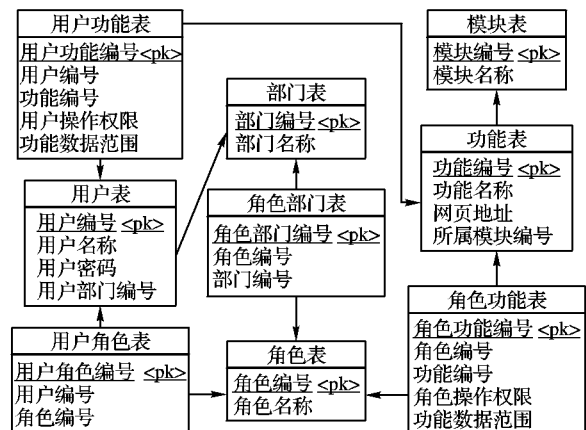 用户功能表
用户功能编号<pk>
用户编号
功能编号
用户操作权限
功能数据范围
模块表
模块编号<pk>
模块名称
部门表
部门编号<pk>
部门名称
功能表
功能编号<pk>
功能名称
网页地址
所属模块编号
用户表
用户编号<pk>
用户名称
用户密码
用户部门编号
角色部门表
角色部门编号<pk>
角色编号
部门编号
用户角色表
用户角色编号<pk>
用户编号
角色编号
角色表
角色编号<pk>
角色名称
角色功能表
角色功能编号<pk>
角色编号
功能编号
角色操作权限
功能数据范围